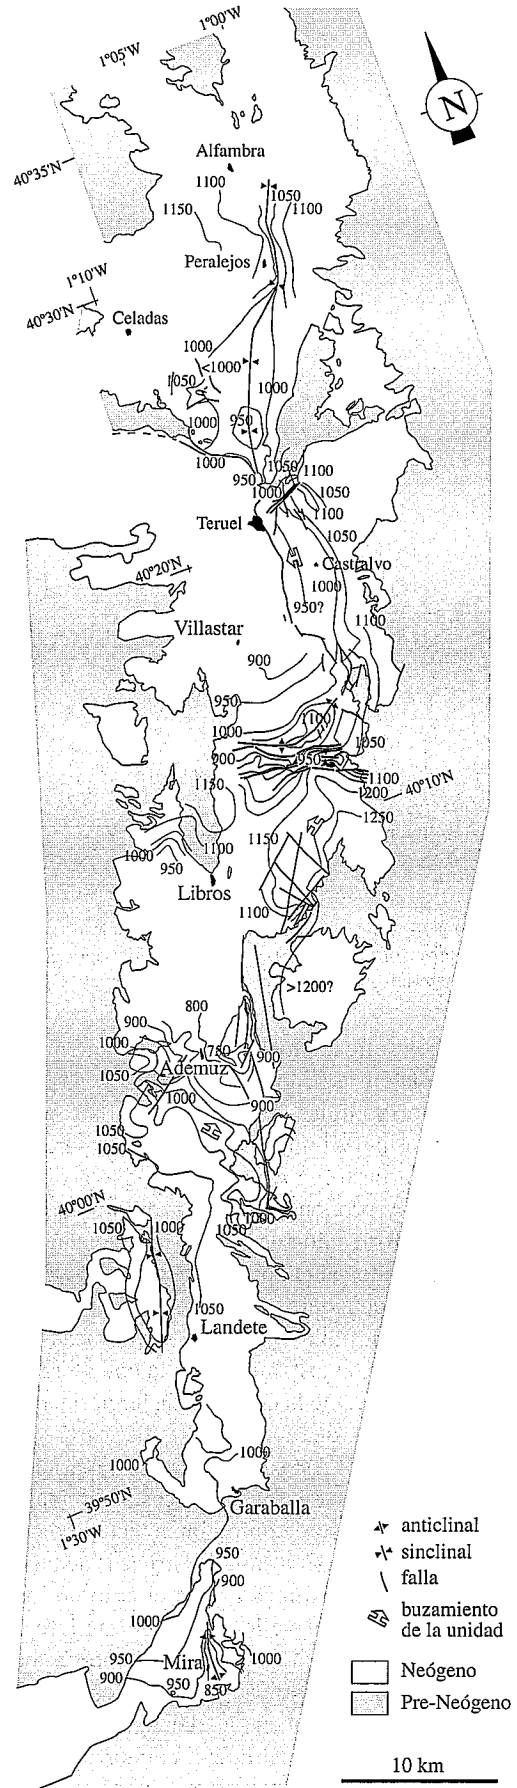 1°00'W
1°05'W
N
Alfambra
40°35'N
1100
1050
1150
1100
Peralejos
1°10'W
40°30'N
Celadas
1000
<1000
1050
1000
1000
950
1000
1050
1100
950
1000
1050
1100
Teruel
1050
40°20'N
Castralvo
1000
950?
1100
Villastar
900
950
1100
1000
1050
900
950
1100
1150
1200
40°10'N
1250
1150
1000
1100
950
Libros
1100
>1200?
800
900
1000
750
900
Ademuz
1050
1000
900
1050
1050
40°00'N
1050
1000
1000
1050
1050
Landete
1000
1000
39°50'N
Garaballa
1°30'W
950
900
1000
950
Mira
1000
900
950
850
anticlinal
sinclinal
falla
buzamiento
de la unidad
Neógeno
Pre-Neógeno
10 km